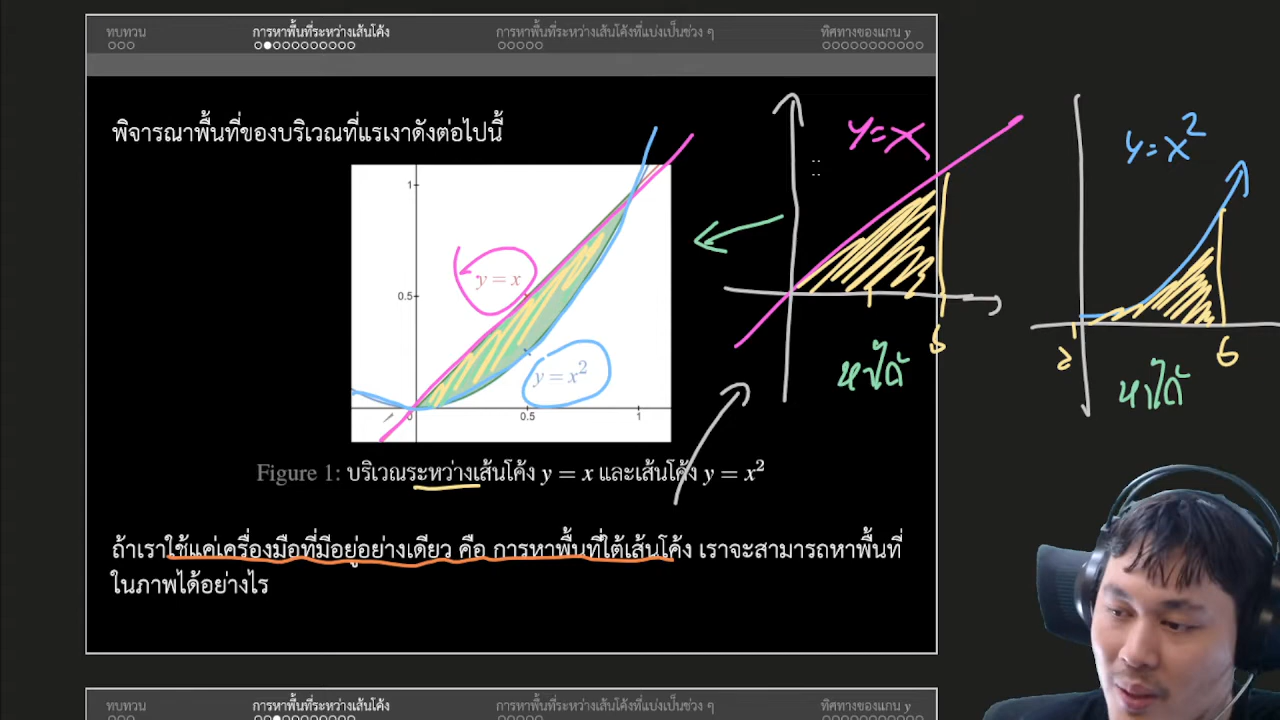 ทบทวน
การหาพื้นที่ระหว่างเส้นโค้ง
การหาพื้นที่ระหว่างเส้นโค้งที่แบ่งเป็นช่วง ๆ
ทิศทางของแกน y
พิจารณาพื้นที่ของบริเวณที่แรเงาดังต่อไปนี้
1
0.5
y = x
y = x²
0
0.5
1
Figure 1: บริเวณระหว่างเส้นโค้ง y = x และเส้นโค้ง y = x²
ถ้าเราใช้แค่เครื่องมือที่มีอยู่อย่างเดียว คือ การหาพื้นที่ใต้เส้นโค้ง เราจะสามารถหาพื้นที่
ในภาพได้อย่างไร
y=x
หาได้
y=x²
2
6
หาได้
ทบทวน
การหาพื้นที่ระหว่างเส้นโค้ง
การหาพื้นที่ระหว่างเส้นโค้งที่แบ่งเป็นช่วง ๆ
ทิศทางของแกน y